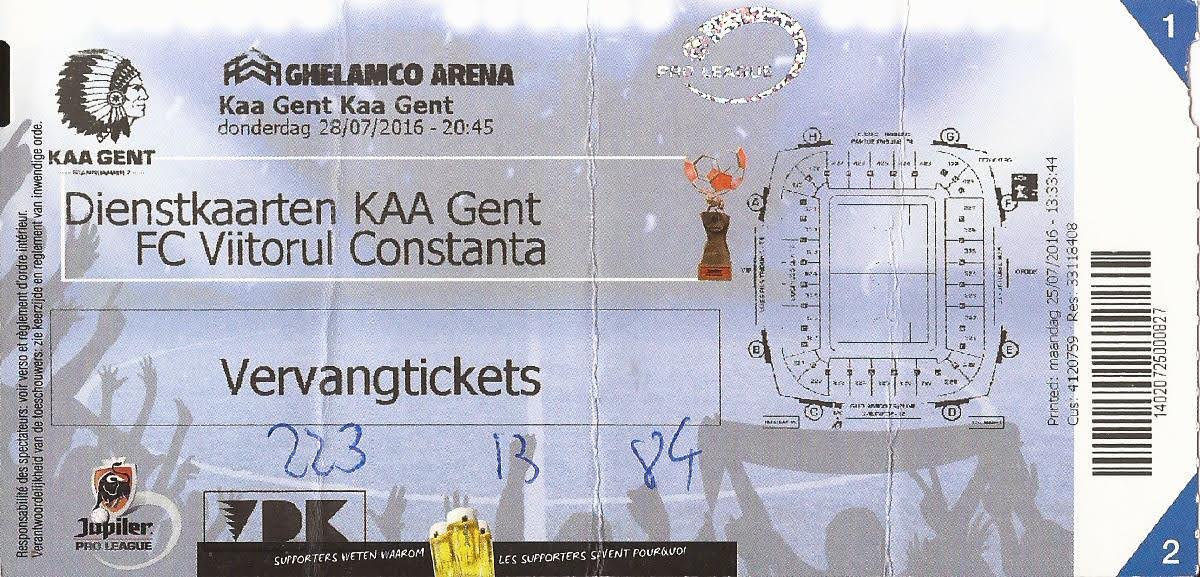 1
GHELAMCO ARENA
Kaa Gent Kaa Gent
donderdag 28/07/2016 - 20:45
PRO LEAGUE
KAA GENT
Dienstkaarten KAA Gent
FC Viitorul Constanta
Vervangtickets
223 13 84
Jupiler
PRO LEAGUE
VDK
SUPPORTERS WETEN WAAROM
LES SUPPORTERS SAVENT POURQUOI
Responsabilité des spectateurs: voir verso et règlement d'ordre intérieur.
Verantwoordelijkheid van de toeschouwers: zie keerzijde en reglement van inwendige orde.
H
G
A
F
B
E
C
D
Printed: maandag 25/07/2016 - 13:33:44
Cus: 4120759 Res: 33118408
1402072500000827
2